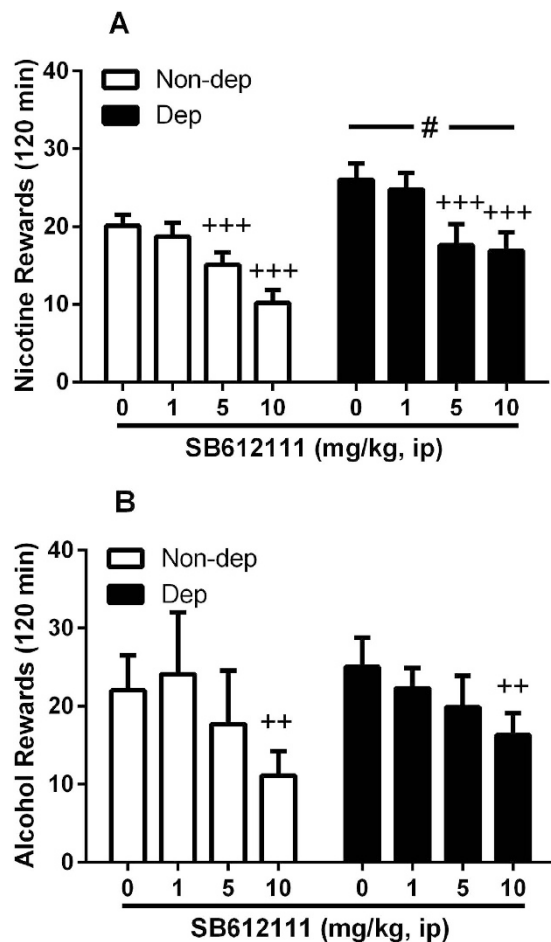 A
Nicotine Rewards (120 min)
40
30
20
10
0
Non-dep
Dep
#
+++
+++
+++
+++
0 1 5 10 0 1 5 10
SB612111 (mg/kg, ip)
B
Alcohol Rewards (120 min)
40
30
20
10
0
Non-dep
Dep
++
++
0 1 5 10 0 1 5 10
SB612111 (mg/kg, ip)